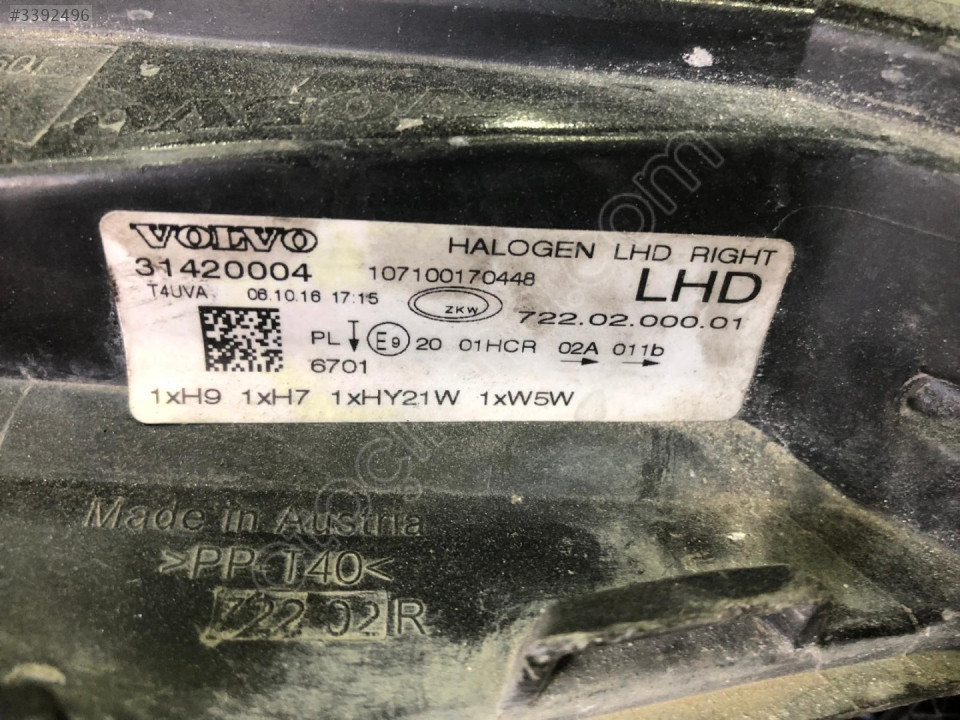 #3392496
VOLVO HALOGEN LHD RIGHT
31420004 107100170448 LHD
T4UVA 06.10.16 17:15 ZKW 722.02.000.01
PL E9 20 01HCR 02A 011b
6701
1xH9 1xH7 1xHY21W 1xW5W
Made in Austria
>PP-T40<
722.02 R